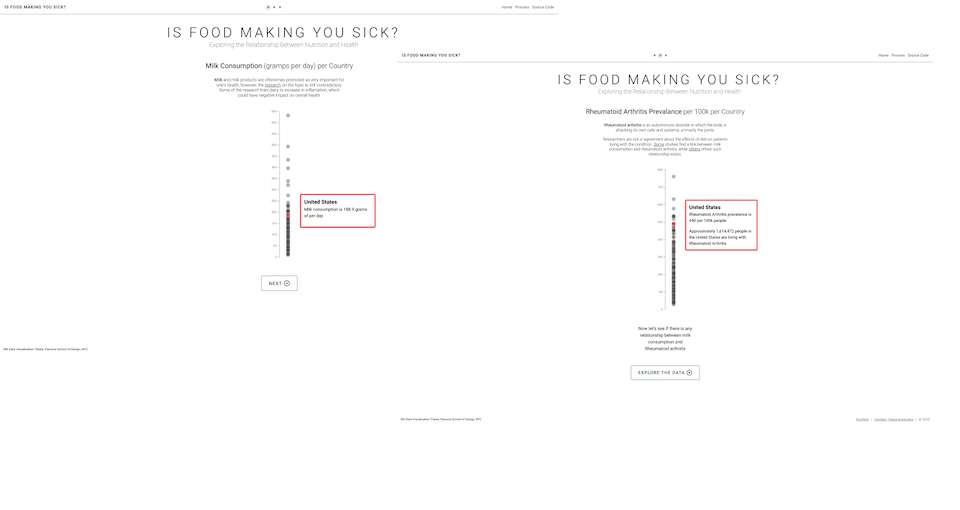 IS FOOD MAKING YOU SICK?
Home Process Source Code
IS FOOD MAKING YOU SICK?
Exploring the Relationship Between Nutrition and Health
Milk Consumption (gramps per day) per Country
Milk and milk products are oftentimes promoted as very important for
one's health, however, the research on the topic is still contradictory.
Some of the research links dairy to increase in inflamation, which
could have negative impact on overall health.
United States
Milk consumption is 188.9 grams
of per day
NEXT
MS Data Visualization Thesis, Parsons School of Design, NYC
IS FOOD MAKING YOU SICK?
Home Process Source Code
IS FOOD MAKING YOU SICK?
Exploring the Relationship Between Nutrition and Health
Rheumatoid Arthritis Prevalance per 100k per Country
Rheumatoid arthritis is an autoimmune disorder in which the body is
attacking its own cells and systems, primarily the joints.
Researchers are not in agreement about the effects of diet on patients
living with the condition. Some studies find a link between milk
consumption and rheumatoid arthritis, while others refute such
relationship exists.
800
700
600
500
400
300
200
100
0
United States
Rheumatoid Arthritis prevalance is
490 per 100k people
Approximately 1,614,472 people in
the United States are living with
Rheumatoid Arthritis
Now let's see if there is any
relationship between milk
consumption and
Rheumatoid arthritis
EXPLORE THE DATA
MS Data Visualization Thesis, Parsons School of Design, NYC
Portfolio | Contact: | © 2020